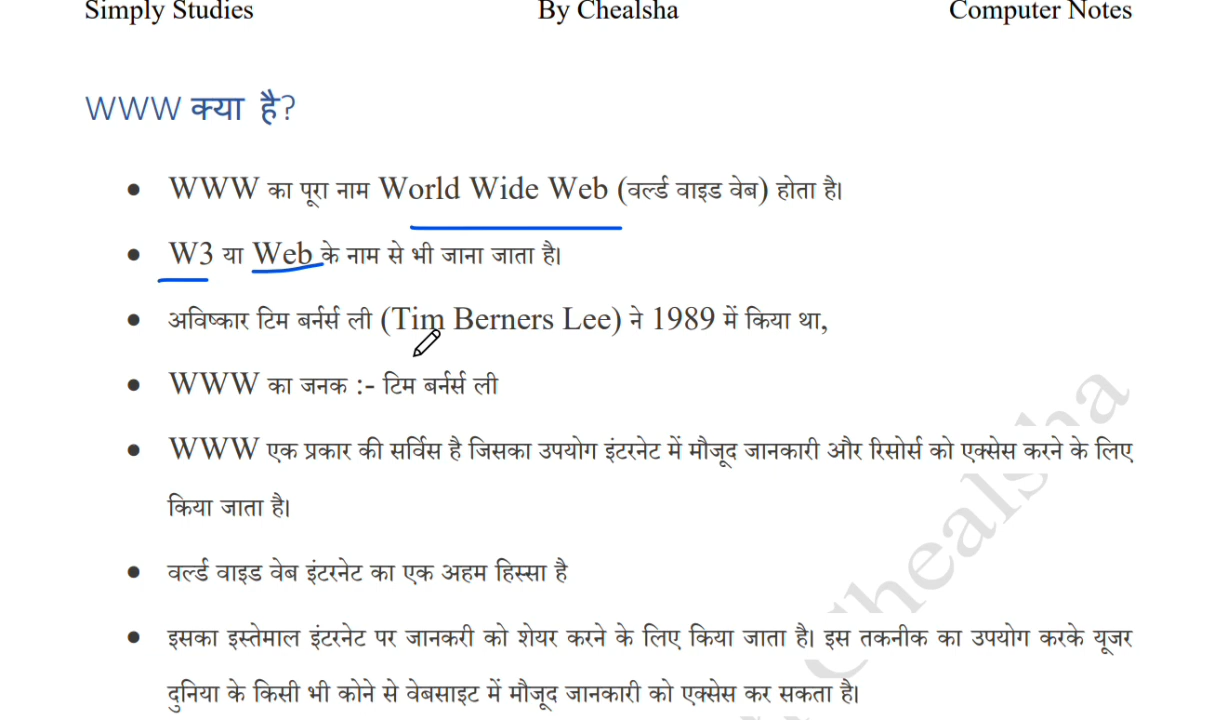 Simply Studies By Chealsha Computer Notes
WWW क्या है?
● WWW का पूरा नाम World Wide Web (वर्ल्ड वाइड वेब) होता है।
● W3 या Web के नाम से भी जाना जाता है।
● अविष्कार टिम बर्नर्स ली (Tim Berners Lee) ने 1989 में किया था,
● WWW का जनक :- टिम बर्नर्स ली
● WWW एक प्रकार की सर्विस है जिसका उपयोग इंटरनेट में मौजूद जानकारी और रिसोर्स को एक्सेस करने के लिए
किया जाता है।
● वर्ल्ड वाइड वेब इंटरनेट का एक अहम हिस्सा है
● इसका इस्तेमाल इंटरनेट पर जानकरी को शेयर करने के लिए किया जाता है। इस तकनीक का उपयोग करके यूजर
दुनिया के किसी भी कोने से वेबसाइट में मौजूद जानकारी को एक्सेस कर सकता है।
Chealsha